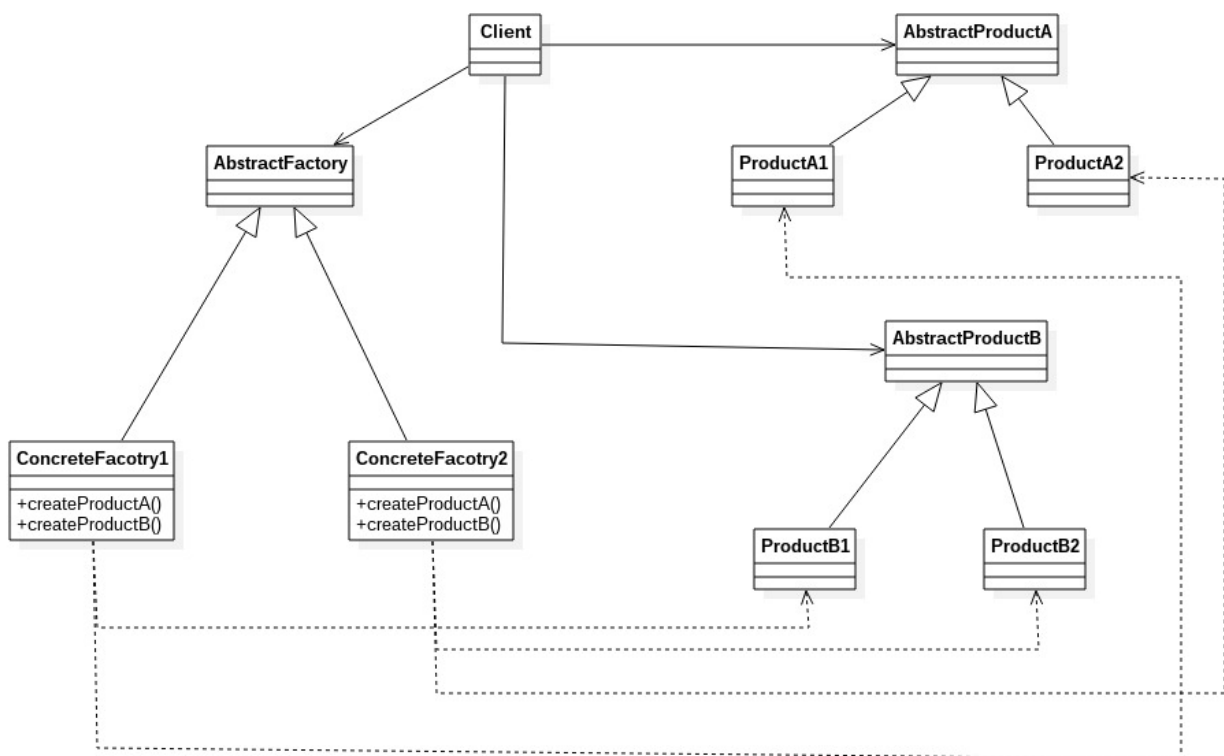 Client
AbstractProductA
AbstractFactory
ProductA1
ProductA2
AbstractProductB
ConcreteFacotry1
+createProductA()
+createProductB()
ConcreteFacotry2
+createProductA()
+createProductB()
ProductB1
ProductB2